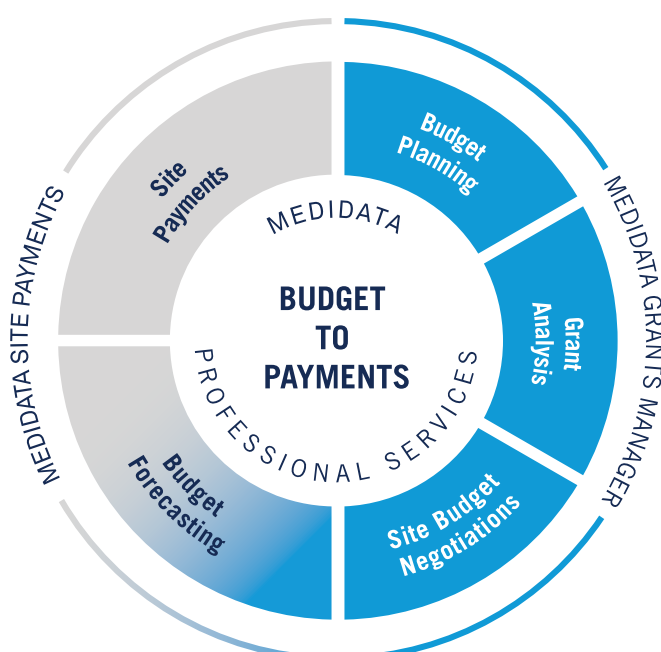 MEDIDATA
BUDGET
TO
PAYMENTS
PROFESSIONAL SERVICES
Budget
Planning
Grant
Analysis
Site Budget
Negotiations
Budget
Forecasting
Site
Payments
MEDIDATA GRANTS MANAGER
MEDIDATA SITE PAYMENTS